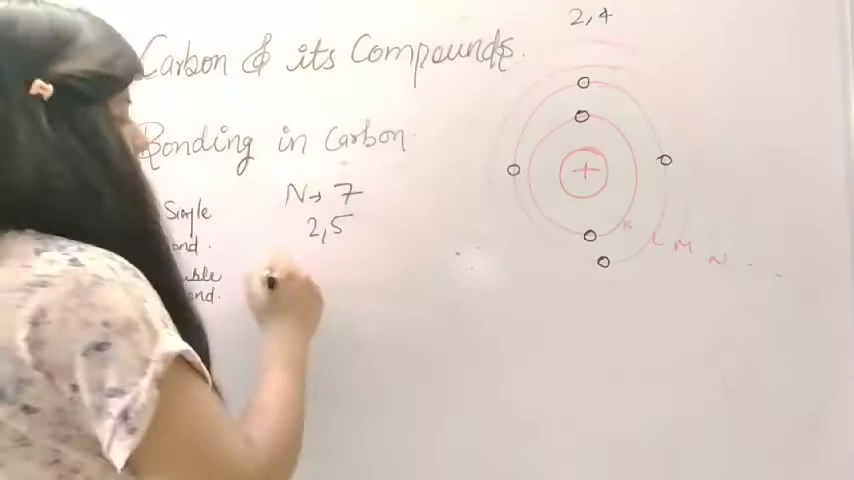 2,4
Carbon & its Compounds.
Bonding in Carbon.
N→ 7
2,5
Single
ond.
uble
ond.
+
K L M N - -